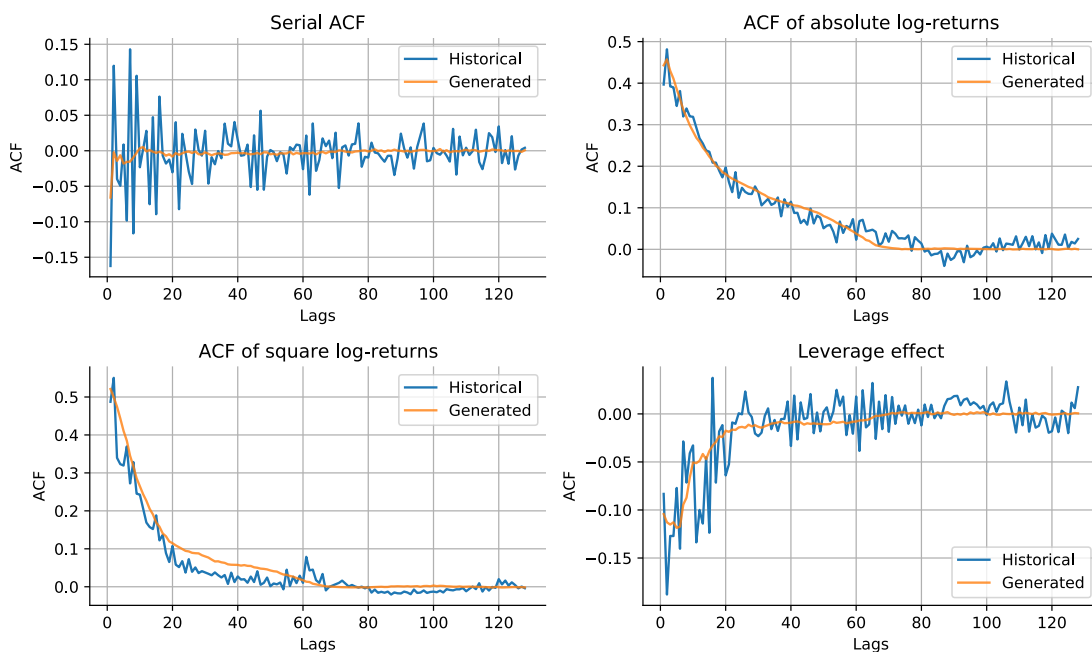 Serial ACF
0.15
0.10
0.05
0.00
−0.05
−0.10
−0.15
ACF
0 20 40 60 80 100 120
Lags
Historical
Generated
ACF of absolute log-returns
0.5
0.4
0.3
0.2
0.1
0.0
ACF
0 20 40 60 80 100 120
Lags
Historical
Generated
ACF of square log-returns
0.5
0.4
0.3
0.2
0.1
0.0
ACF
0 20 40 60 80 100 120
Lags
Historical
Generated
Leverage effect
0.00
−0.05
−0.10
−0.15
ACF
0 20 40 60 80 100 120
Lags
Historical
Generated